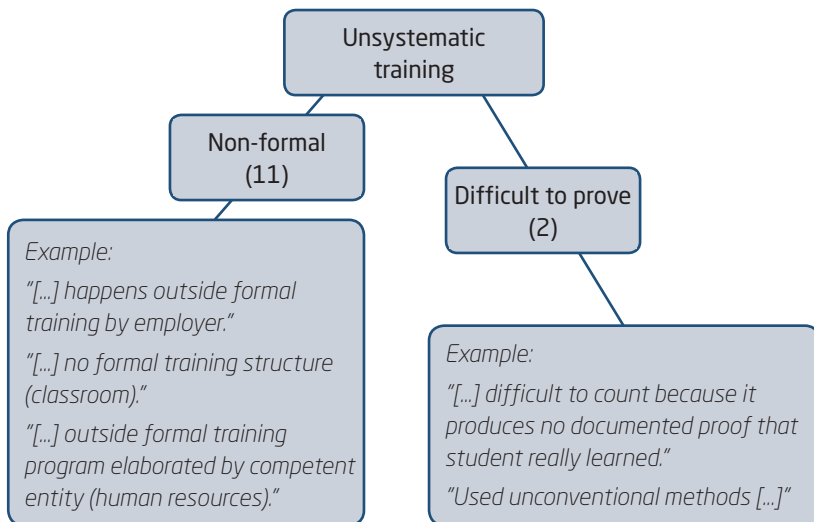 Unsystematic
training
Non-formal
(11)
Difficult to prove
(2)
Example:
"[...] happens outside formal
training by employer."
"[...] no formal training structure
(classroom)."
"[...] outside formal training
program elaborated by competent
entity (human resources)."
Example:
"[...] difficult to count because it
produces no documented proof that
student really learned."
"Used unconventional methods [...]"